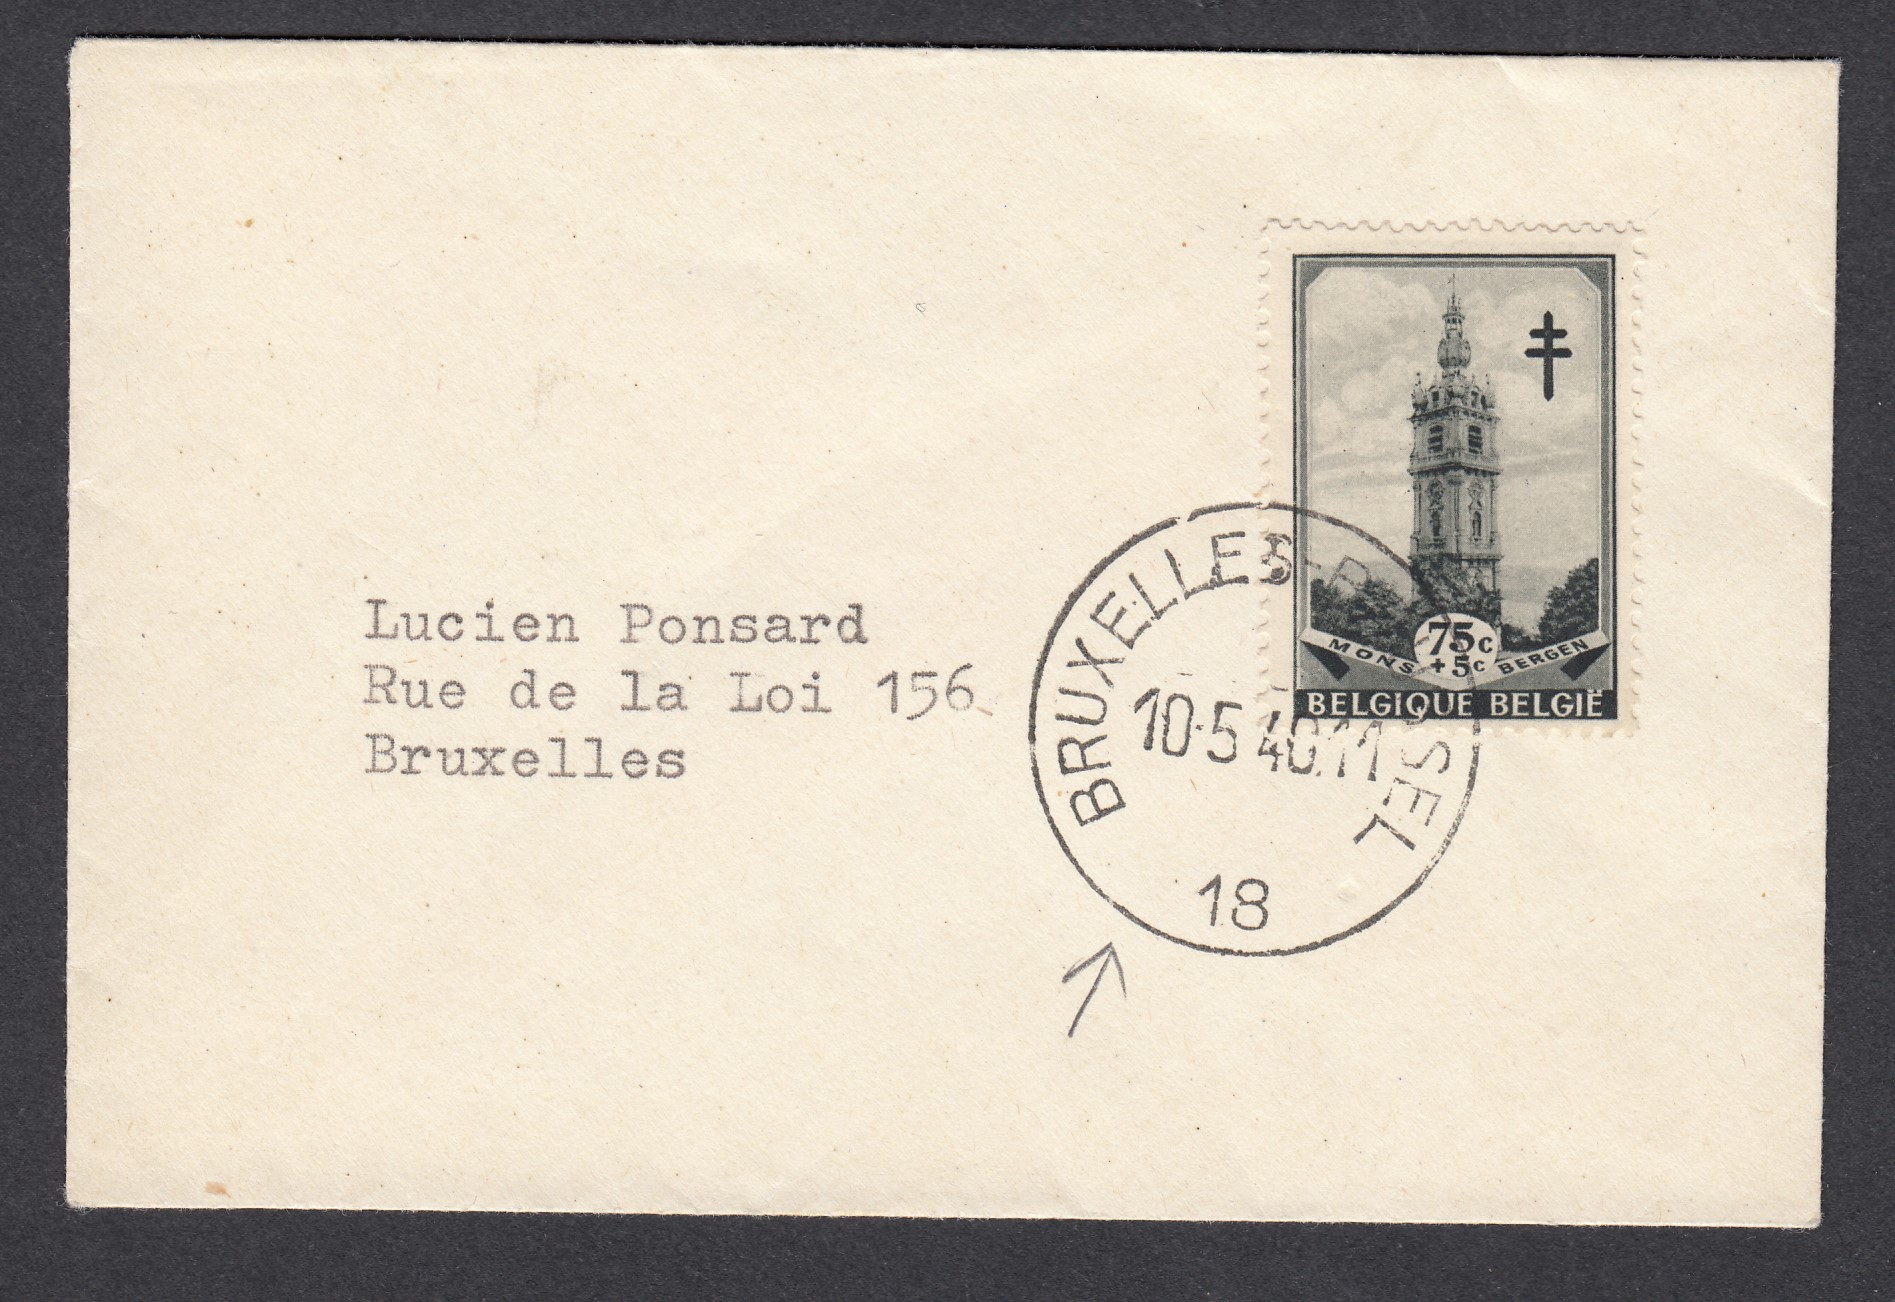 75c
+5c
MONS BERGEN
BELGIQUE BELGIË
BRUXELLES
10-5 40.11
18
Lucien Ponsard
Rue de la Loi 156
Bruxelles